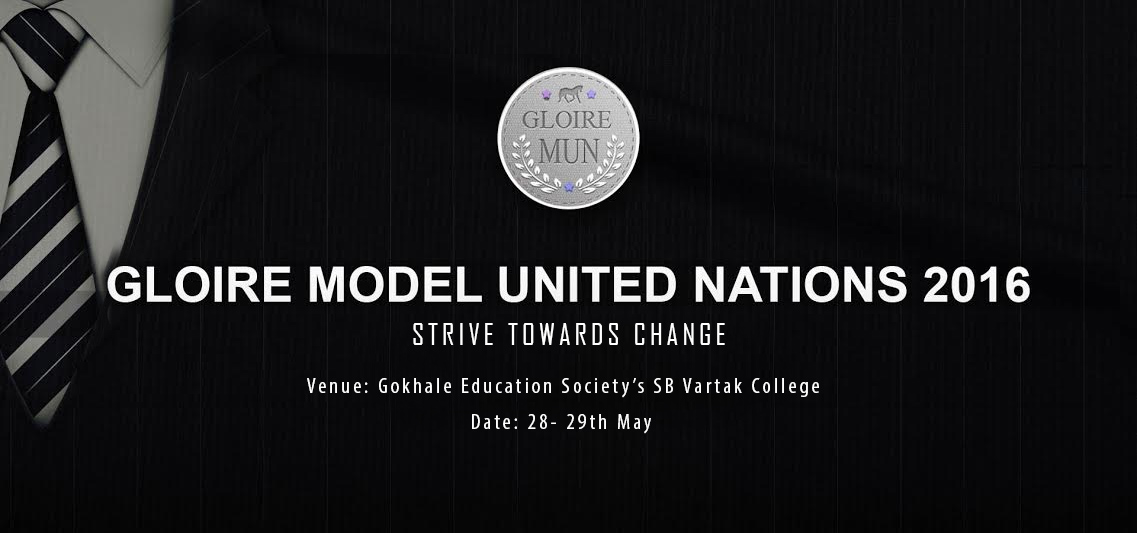 GLOIRE
MUN
GLOIRE MODEL UNITED NATIONS 2016
STRIVE TOWARDS CHANGE
Venue: Gokhale Education Society’s SB Vartak College
Date: 28- 29th May